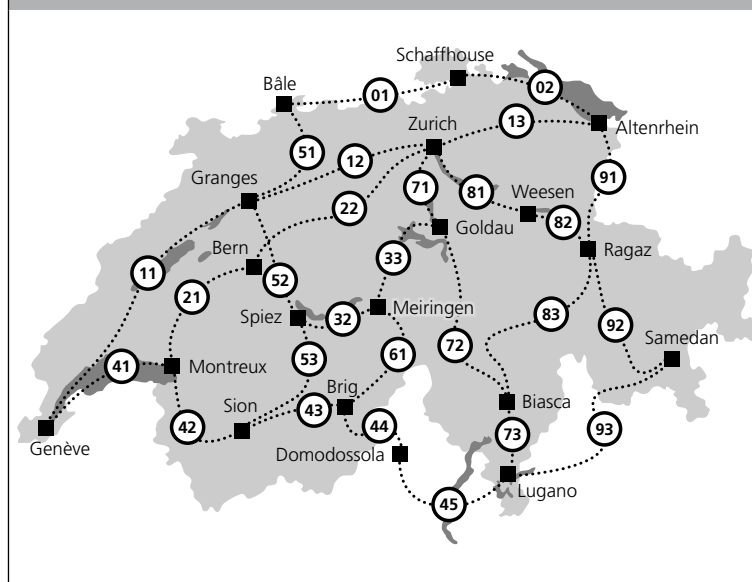 Schaffhouse
Bâle
01
02
Zurich
13
Altenrhein
51
12
Granges
71
81
Weesen
91
22
82
Goldau
Bern
33
Ragaz
11
52
21
Spiez
32
Meiringen
83
92
53
61
72
Samedan
41
Montreux
Brig
Biasca
Sion
43
42
44
73
93
Genève
Domodossola
Lugano
45